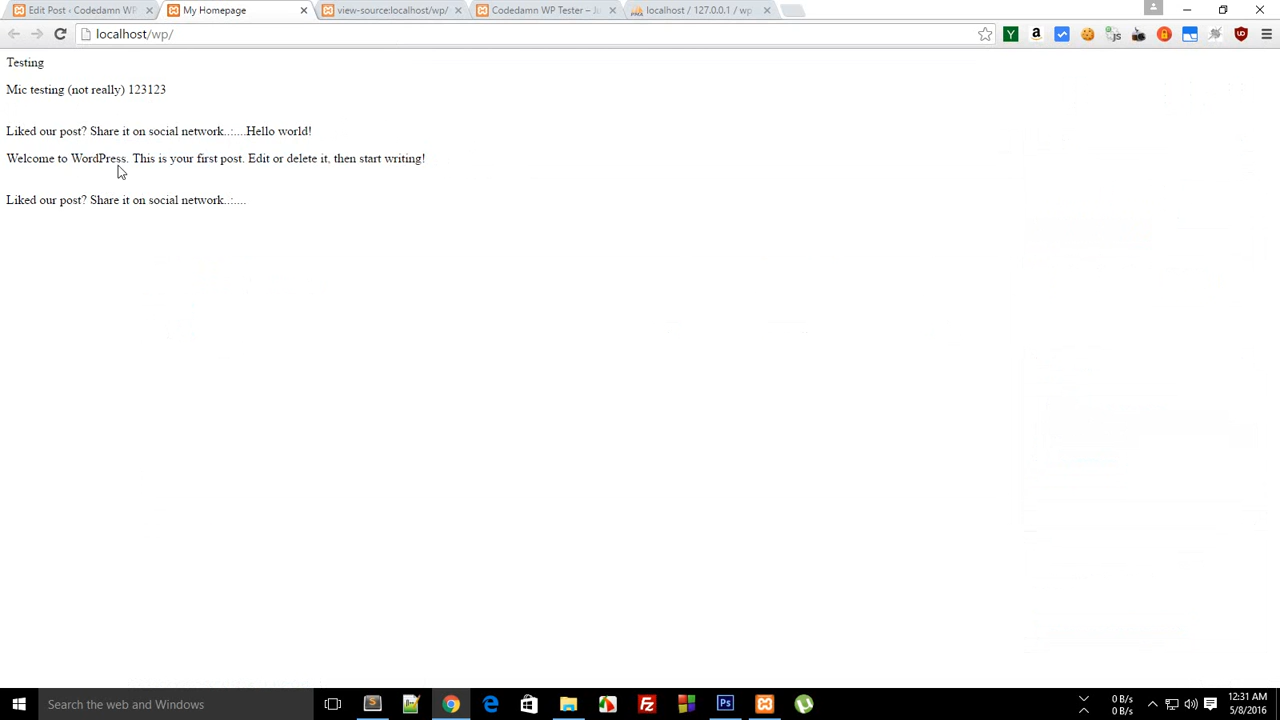 Edit Post - Codedamn WP
My Homepage
view-source:localhost/wp/
Codedamn WP Tester – Ju
localhost / 127.0.0.1 / wp
localhost/wp/
Testing
Mic testing (not really) 123123
Liked our post? Share it on social network..:....Hello world!
Welcome to WordPress. This is your first post. Edit or delete it, then start writing!
Liked our post? Share it on social network..:....
Search the web and Windows
0 B/s
0 B/s
12:31 AM
5/8/2016